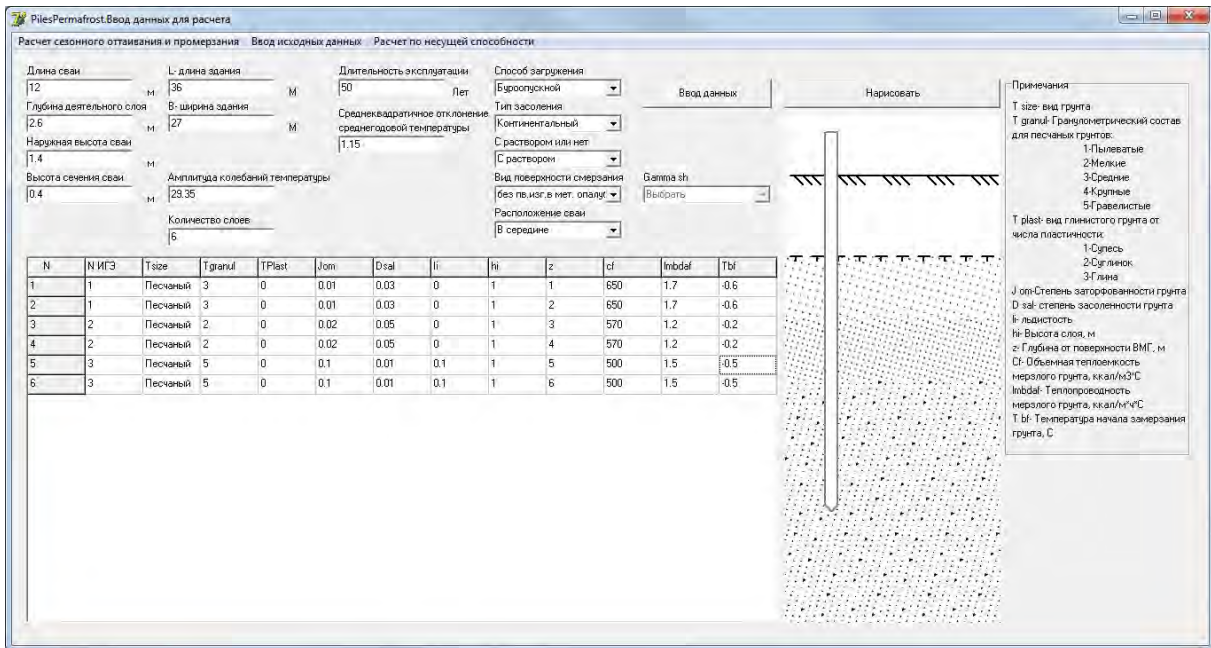 PilesPermafrost.Ввод данных для расчета
Расчет сезонного оттаивания и промерзания Ввод исходных данных Расчет по несущей способности
Длина сваи
12 м
Глубина деятельного слоя
2.6 м
Наружная высота сваи
1.4 м
Высота сечения сваи
0.4 м
L- длина здания
36 М
B- ширина здания
27 М
Амплитуда колебаний температуры
29.35
Количество слоев
6
Длительность эксплуатации
50 Лет
Среднеквадратичное отклонение
среднегодовой температуры
1.15
Способ загружения
Буроопускной
Тип засоления
Континентальный
С раствором или нет
С раствором
Вид поверхности смерзания
без пв,изг,в мет. опалуб
Расположение сваи
В середине
Gamma sh
Выбрать
Ввод данных
Нарисовать
N N ИГЭ Tsize Tgranul TPlast Jom Dsal Ii hi z cf lmbdaf Tbf
1 1 Песчаный 3 0 0.01 0.03 0 1 1 650 1.7 -0.6
2 1 Песчаный 3 0 0.01 0.03 0 1 2 650 1.7 -0.6
3 2 Песчаный 2 0 0.02 0.05 0 1 3 570 1.2 -0.2
4 2 Песчаный 2 0 0.02 0.05 0 1 4 570 1.2 -0.2
5 3 Песчаный 5 0 0.1 0.01 0.1 1 5 500 1.5 -0.5
6 3 Песчаный 5 0 0.1 0.01 0.1 1 6 500 1.5 -0.5
Примечания
T size- вид грунта
T granul- Гранулометрический состав
для песчаных грунтов:
1-Пылеватые
2-Мелкие
3-Средние
4-Крупные
5-Гравелистые
T plast- вид глинистого грунта от
числа пластичности:
1-Супесь
2-Суглинок
3-Глина
J om-Степень заторфованности грунта
D sal- степень засоленности грунта
Ii- льдистость
hi- Высота слоя, м
z- Глубина от поверхности ВМГ, м
Cf- Объемная теплоемкость
мерзлого грунта, ккал/м3°С
lmbdaf- Теплопроводность
мерзлого грунта, ккал/м*ч°С
T bf- Температура начала замерзания
грунта, С